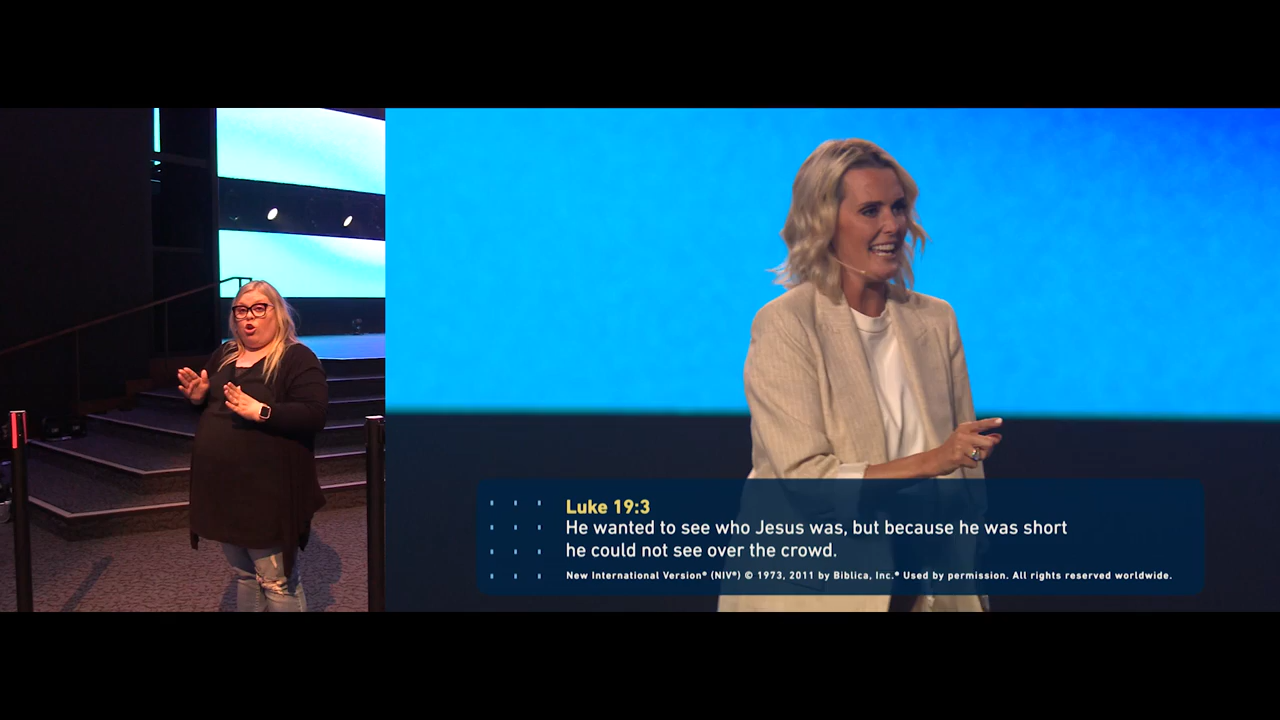 Luke 19:3
He wanted to see who Jesus was, but because he was short
he could not see over the crowd.
New International Version® (NIV®) © 1973, 2011 by Biblica, Inc.® Used by permission. All rights reserved worldwide.